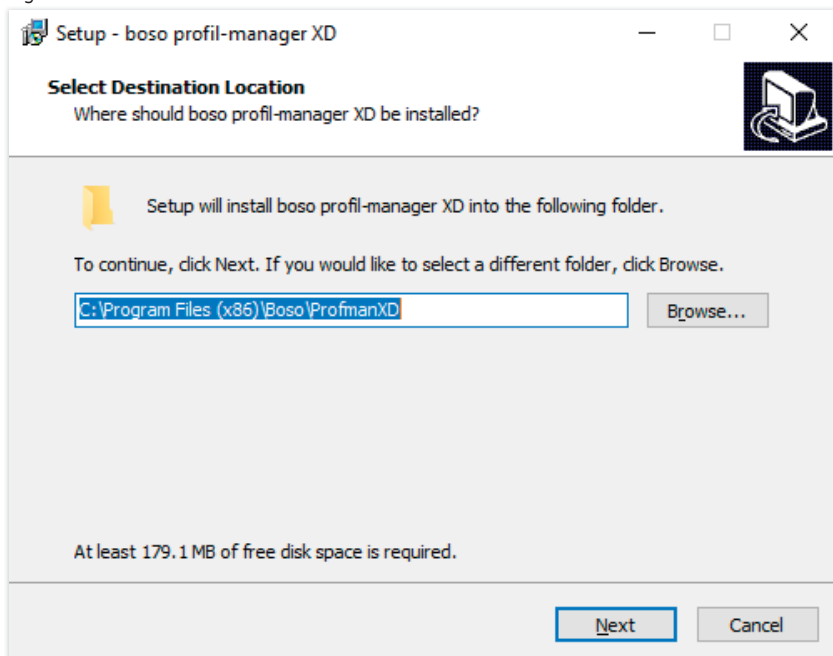 Setup - boso profil-manager XD
Select Destination Location
Where should boso profil-manager XD be installed?
Setup will install boso profil-manager XD into the following folder.
To continue, click Next. If you would like to select a different folder, click Browse.
C:\Program Files (x86)\Boso\ProfmanXD
Browse...
At least 179.1 MB of free disk space is required.
Next
Cancel